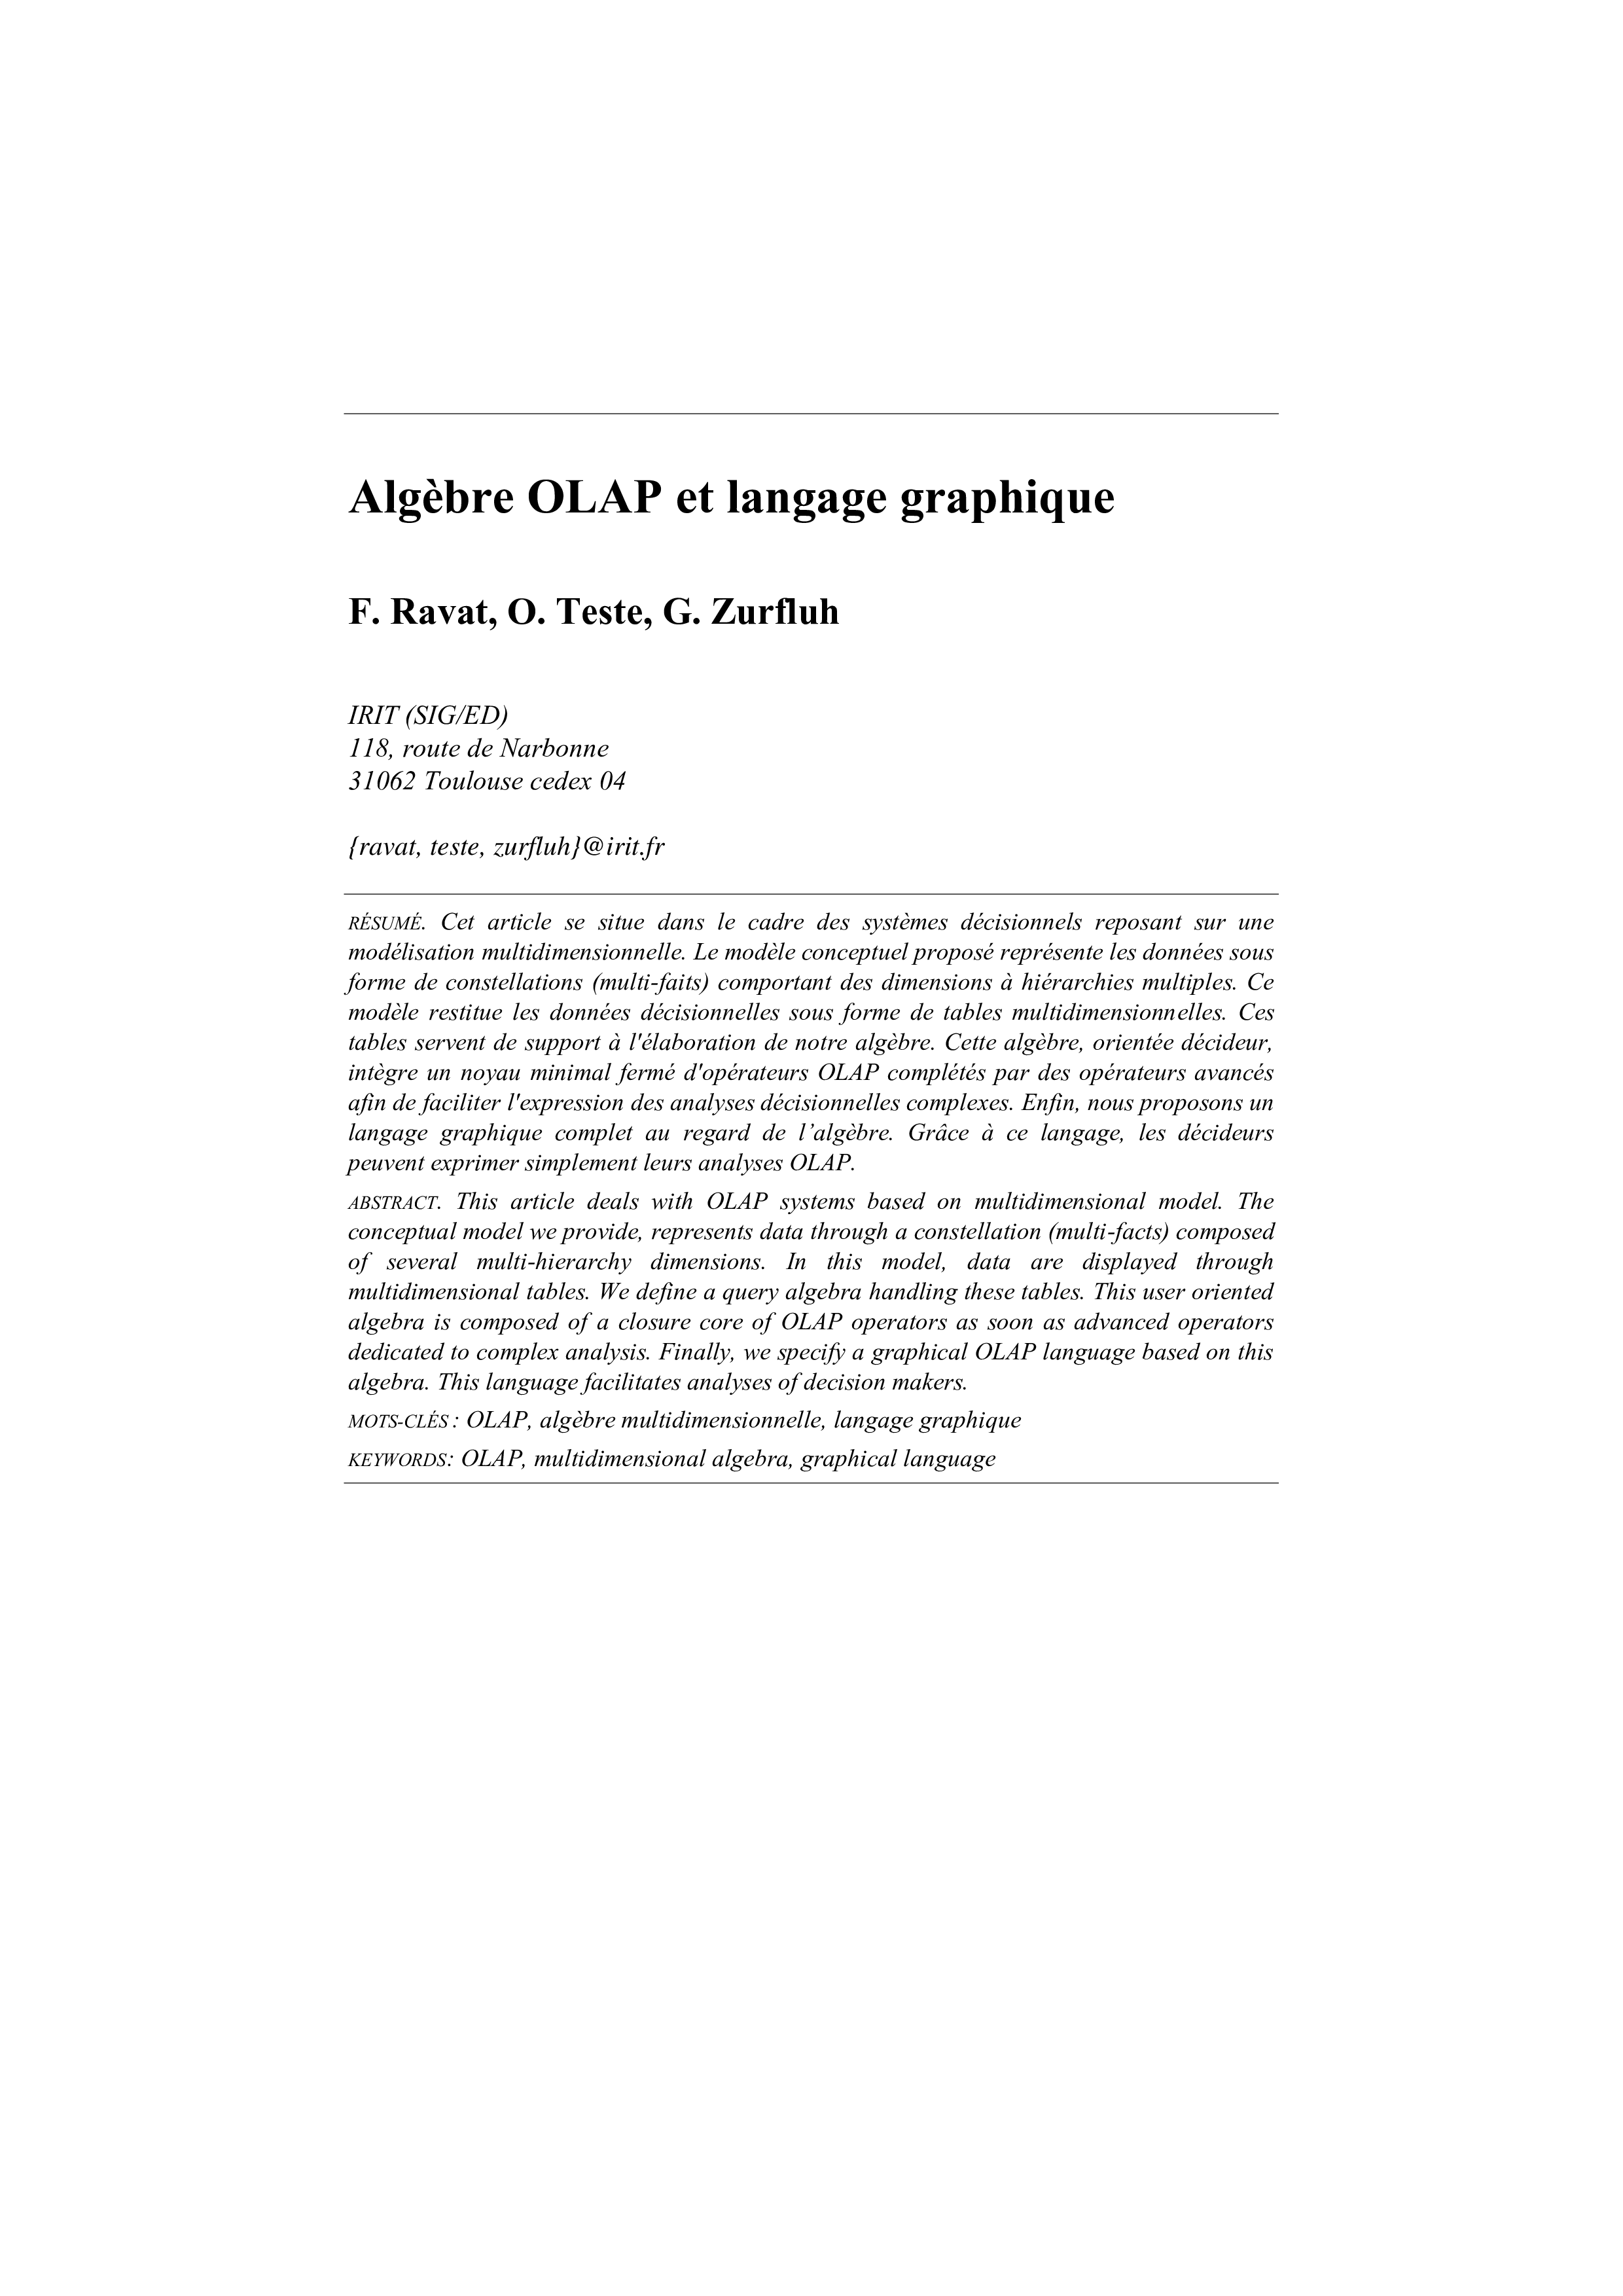 Algèbre OLAP et langage graphique
F. Ravat, O. Teste, G. Zurfluh
IRIT (SIG/ED)
118, route de Narbonne
31062 Toulouse cedex 04
{ravat, teste, zurfluh}@irit.fr
RÉSUMÉ. Cet article se situe dans le cadre des systèmes décisionnels reposant sur une
modélisation multidimensionnelle. Le modèle conceptuel proposé représente les données sous
forme de constellations (multi-faits) comportant des dimensions à hiérarchies multiples. Ce
modèle restitue les données décisionnelles sous forme de tables multidimensionnelles. Ces
tables servent de support à l'élaboration de notre algèbre. Cette algèbre, orientée décideur,
intègre un noyau minimal fermé d'opérateurs OLAP complétés par des opérateurs avancés
afin de faciliter l'expression des analyses décisionnelles complexes. Enfin, nous proposons un
langage graphique complet au regard de l’algèbre. Grâce à ce langage, les décideurs
peuvent exprimer simplement leurs analyses OLAP.
ABSTRACT. This article deals with OLAP systems based on multidimensional model. The
conceptual model we provide, represents data through a constellation (multi-facts) composed
of several multi-hierarchy dimensions. In this model, data are displayed through
multidimensional tables. We define a query algebra handling these tables. This user oriented
algebra is composed of a closure core of OLAP operators as soon as advanced operators
dedicated to complex analysis. Finally, we specify a graphical OLAP language based on this
algebra. This language facilitates analyses of decision makers.
MOTS-CLÉS : OLAP, algèbre multidimensionnelle, langage graphique
KEYWORDS: OLAP, multidimensional algebra, graphical language